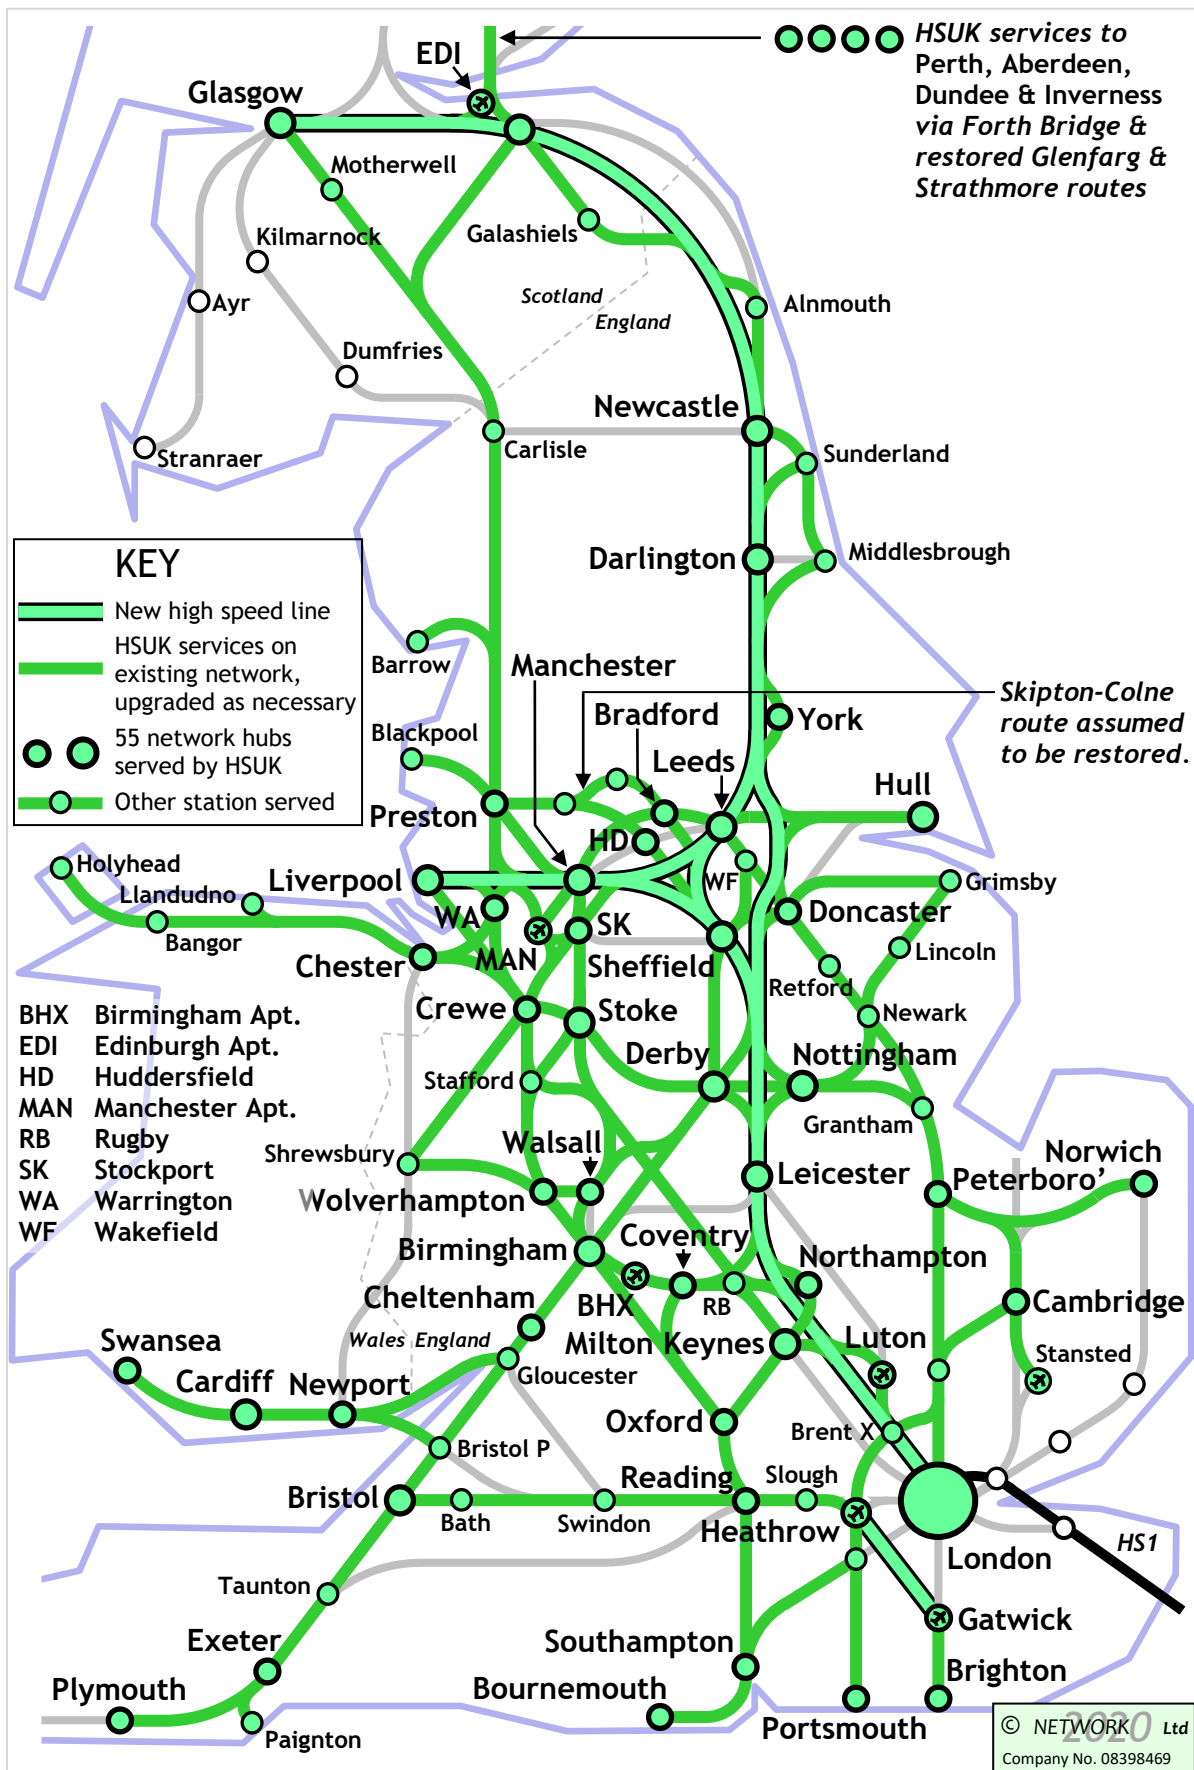 HSUK services to
Perth, Aberdeen,
Dundee & Inverness
via Forth Bridge &
restored Glenfarg &
Strathmore routes
EDI
Glasgow
Motherwell
Galashiels
Kilmarnock
Ayr
Scotland
England
Alnmouth
Dumfries
Newcastle
Carlisle
Sunderland
Stranraer
Darlington
Middlesbrough
KEY
New high speed line
HSUK services on
existing network,
upgraded as necessary
55 network hubs
served by HSUK
Other station served
Barrow
Manchester
Skipton-Colne
route assumed
to be restored.
Bradford
York
Blackpool
Leeds
Hull
Preston
HD
Holyhead
Llandudno
Liverpool
WF
Grimsby
Bangor
WA
SK
Doncaster
MAN
Chester
Sheffield
Lincoln
Retford
Crewe
Stoke
Newark
BHX Birmingham Apt.
EDI Edinburgh Apt.
HD Huddersfield
MAN Manchester Apt.
RB Rugby
SK Stockport
WA Warrington
WF Wakefield
Derby
Nottingham
Stafford
Grantham
Shrewsbury
Walsall
Leicester
Norwich
Peterboro'
Wolverhampton
Birmingham
Coventry
Northampton
BHX
RB
Cheltenham
Cambridge
Wales England
Milton Keynes
Luton
Stansted
Swansea
Cardiff
Newport
Gloucester
Oxford
Brent X
Bristol P
Reading
Slough
Bristol
Bath
Swindon
Heathrow
London
HS1
Taunton
Gatwick
Exeter
Southampton
Brighton
Plymouth
Bournemouth
Portsmouth
Paignton
© NETWORK 2020 Ltd
Company No. 08398469